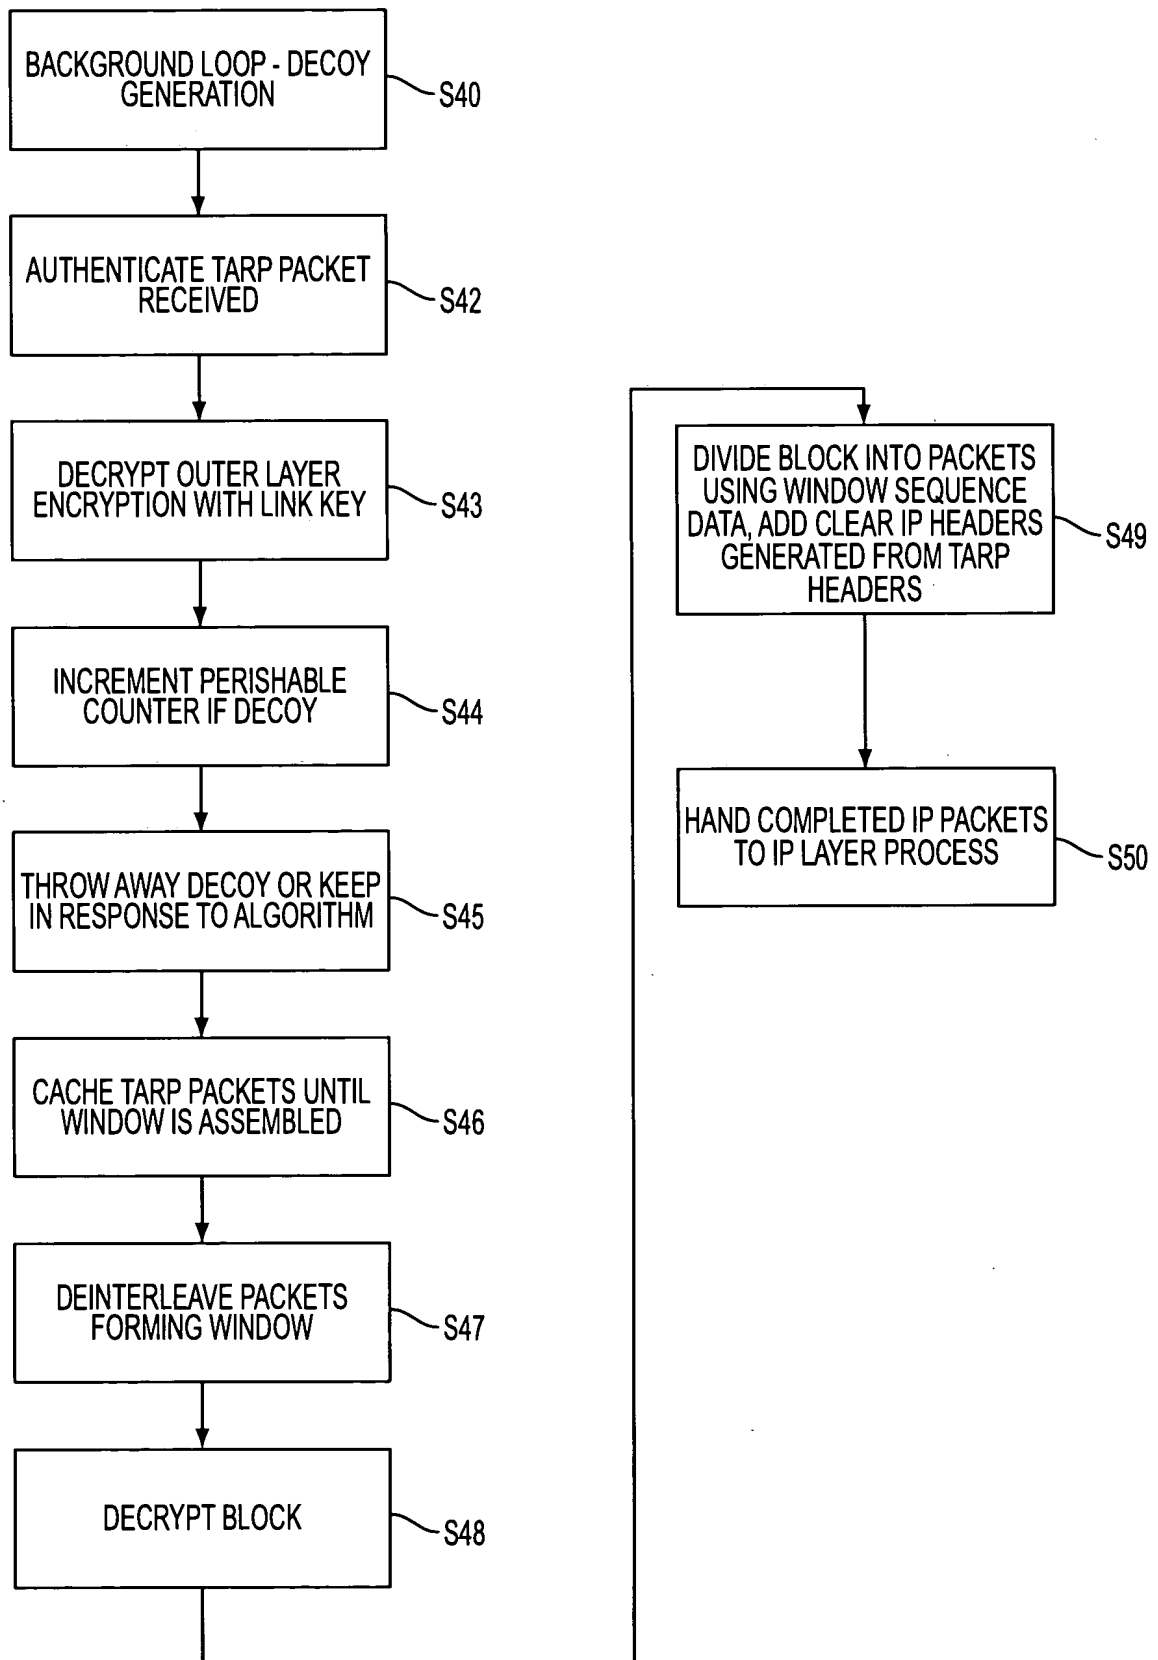 BACKGROUND LOOP - DECOY
GENERATION
S40
AUTHENTICATE TARP PACKET
RECEIVED
S42
DECRYPT OUTER LAYER
ENCRYPTION WITH LINK KEY
S43
INCREMENT PERISHABLE
COUNTER IF DECOY
S44
THROW AWAY DECOY OR KEEP
IN RESPONSE TO ALGORITHM
S45
CACHE TARP PACKETS UNTIL
WINDOW IS ASSEMBLED
S46
DEINTERLEAVE PACKETS
FORMING WINDOW
S47
DECRYPT BLOCK
S48
DIVIDE BLOCK INTO PACKETS
USING WINDOW SEQUENCE
DATA, ADD CLEAR IP HEADERS
GENERATED FROM TARP
HEADERS
S49
HAND COMPLETED IP PACKETS
TO IP LAYER PROCESS
S50